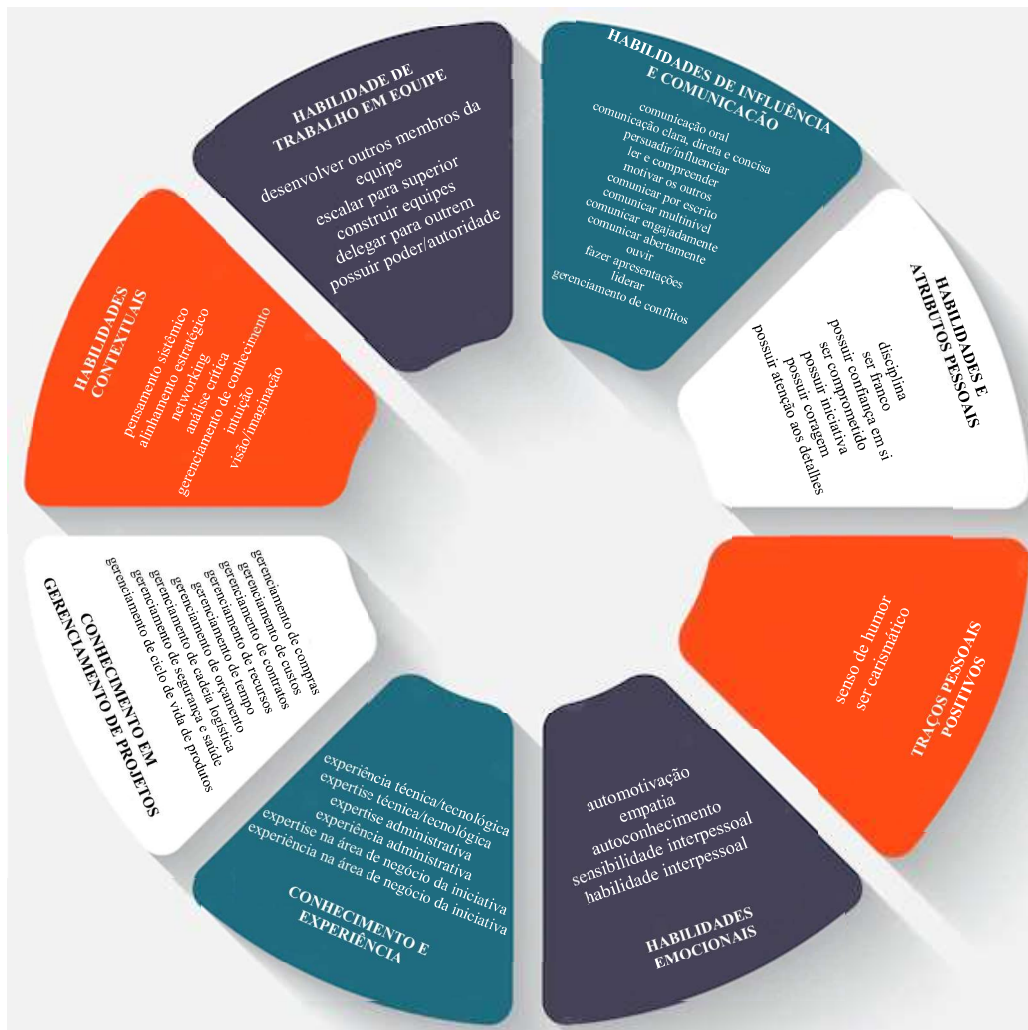 HABILIDADE DE
TRABALHO EM EQUIPE
desenvolver outros membros da
equipe
escalar para superior
construir equipes
delegar para outrem
possuir poder/autoridade
HABILIDADES DE INFLUÊNCIA
E COMUNICAÇÃO
comunicação oral
comunicação clara, direta e concisa
persuadir/influenciar
ler e compreender
motivar os outros
comunicar por escrito
comunicar multinível
comunicar engajadamente
comunicar abertamente
ouvir
fazer apresentações
liderar
gerenciamento de conflitos
HABILIDADES E
ATRIBUTOS PESSOAIS
disciplina
ser franco
possuir confiança em si
ser comprometido
possuir iniciativa
possuir coragem
possuir atenção aos detalhes
TRAÇOS PESSOAIS
POSITIVOS
senso de humor
ser carismático
automotivação
empatia
autoconhecimento
sensibilidade interpessoal
habilidade interpessoal
HABILIDADES
EMOCIONAIS
experiência técnica/tecnológica
expertise técnica/tecnológica
expertise administrativa
experiência administrativa
expertise na área de negócio da iniciativa
experiência na área de negócio da iniciativa
CONHECIMENTO E
EXPERIÊNCIA
CONHECIMENTO EM
GERENCIAMENTO DE PROJETOS
gerenciamento de compras
gerenciamento de custos
gerenciamento de contratos
gerenciamento de recursos
gerenciamento de tempo
gerenciamento de orçamento
gerenciamento de cadeia logística
gerenciamento de segurança e saúde
gerenciamento de ciclo de vida de produtos
HABILIDADES
CONTEXTUAIS
pensamento sistêmico
alinhamento estratégico
networking
análise crítica
gerenciamento de conhecimento
intuição
visão/imaginação